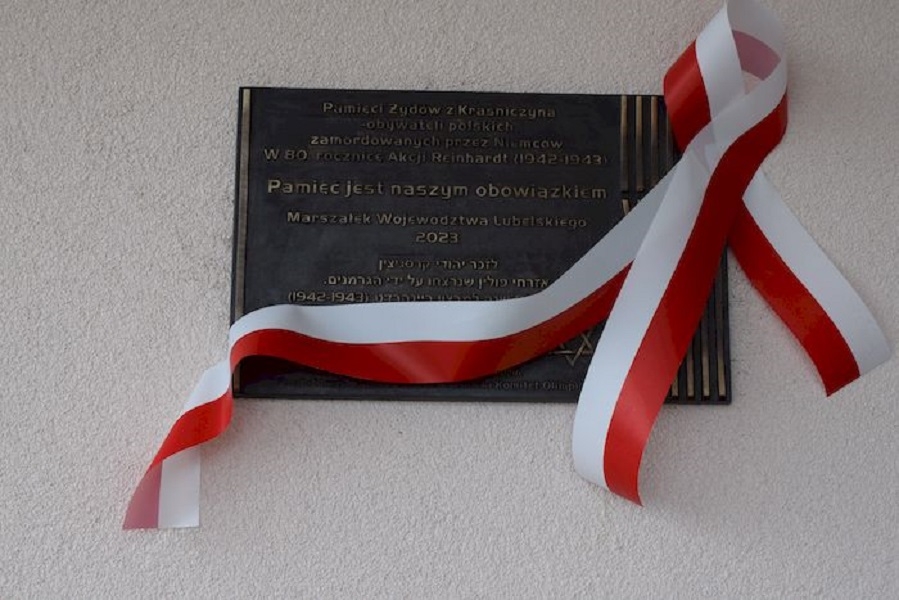 Pamięci Żydów z Kraśniczyna
-obywateli polskich
zamordowanych przez Niemców
W 80. rocznicę Akcji Reinhardt (1942-1943)
Pamięć jest naszym obowiązkiem
Marszałek Województwa Lubelskiego
2023
לזכר יהודי קרסניצ'ין
אזרחי פולין שנרצחו על ידי הגרמנים.
(1942-1943)
Komitet